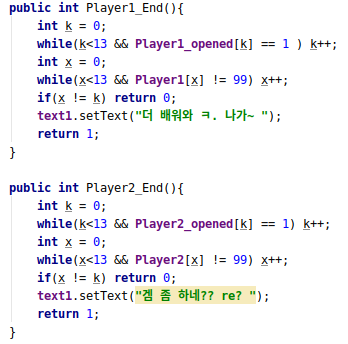 public int Player1_End(){
int k = 0;
while(k<13 && Player1_opened[k] == 1 ) k++;
int x = 0;
while(x<13 && Player1[x] != 99) x++;
if(x != k) return 0;
text1.setText("더 배워와 ㅋ. 나가~ ");
return 1;
}
public int Player2_End(){
int k = 0;
while(k<13 && Player2_opened[k] == 1) k++;
int x = 0;
while(x<13 && Player2[x] != 99) x++;
if(x != k) return 0;
text1.setText("겜 좀 하네?? re? ");
return 1;
}